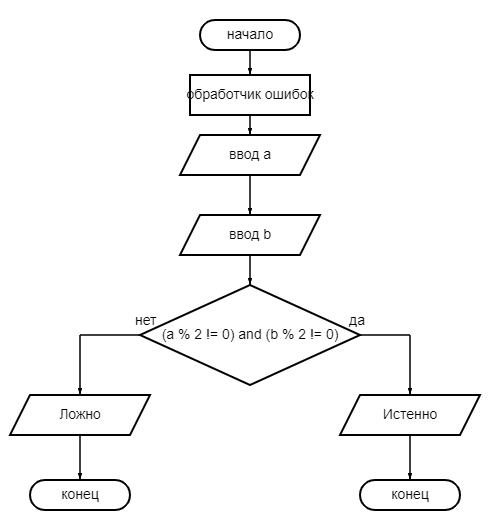 начало
обработчик ошибок
ввод a
ввод b
нет
да
(a % 2 != 0) and (b % 2 != 0)
Ложно
Истенно
конец
конец